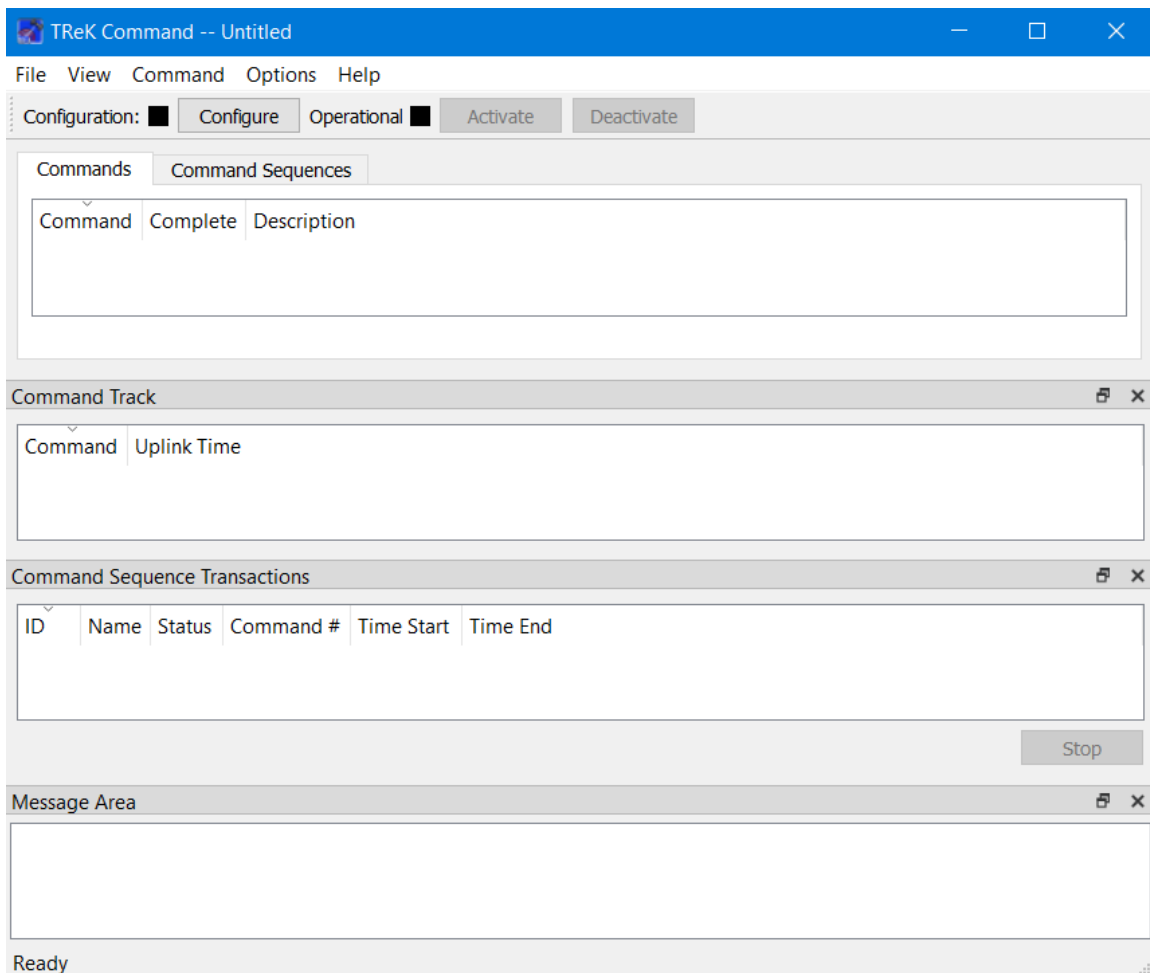 TReK Command -- Untitled
File View Command Options Help
Configuration: Configure Operational Activate Deactivate
Commands Command Sequences
Command Complete Description
Command Track
Command Uplink Time
Command Sequence Transactions
ID Name Status Command # Time Start Time End
Stop
Message Area
Ready